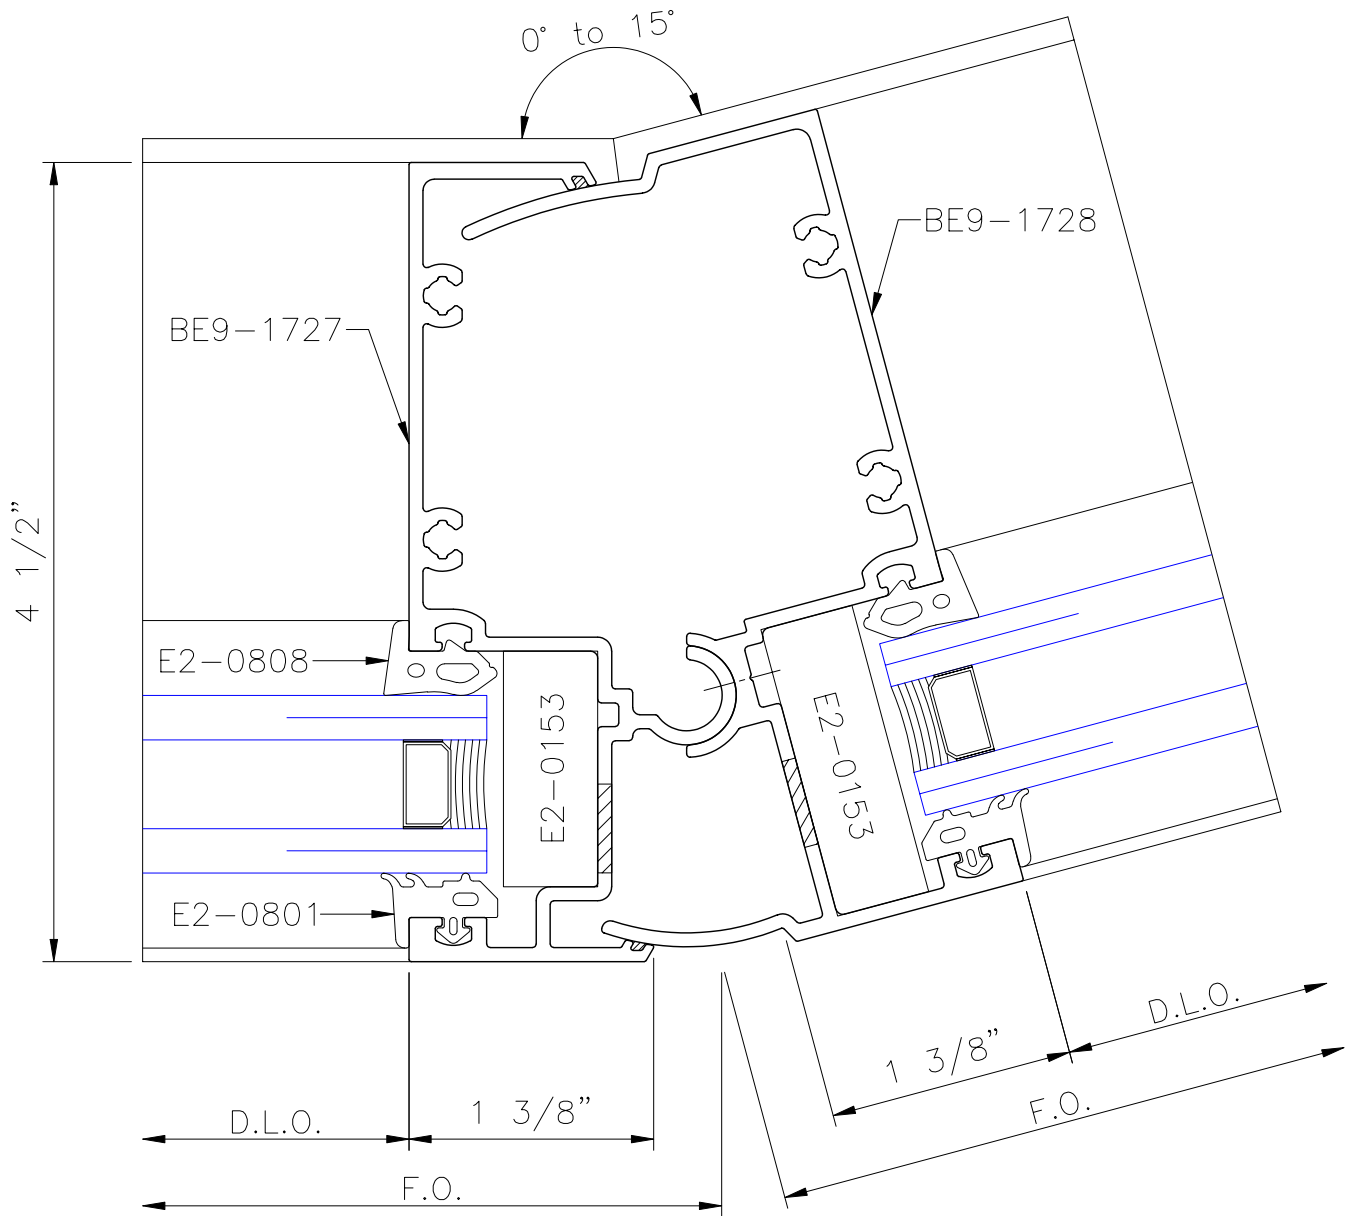 0° to 15°
BE9-1728
BE9-1727
4 1/2”
E2-0808
E2-0153
E2-0153
E2-0801
D.L.O.
1 3/8”
F.O.
D.L.O.
1 3/8”
F.O.